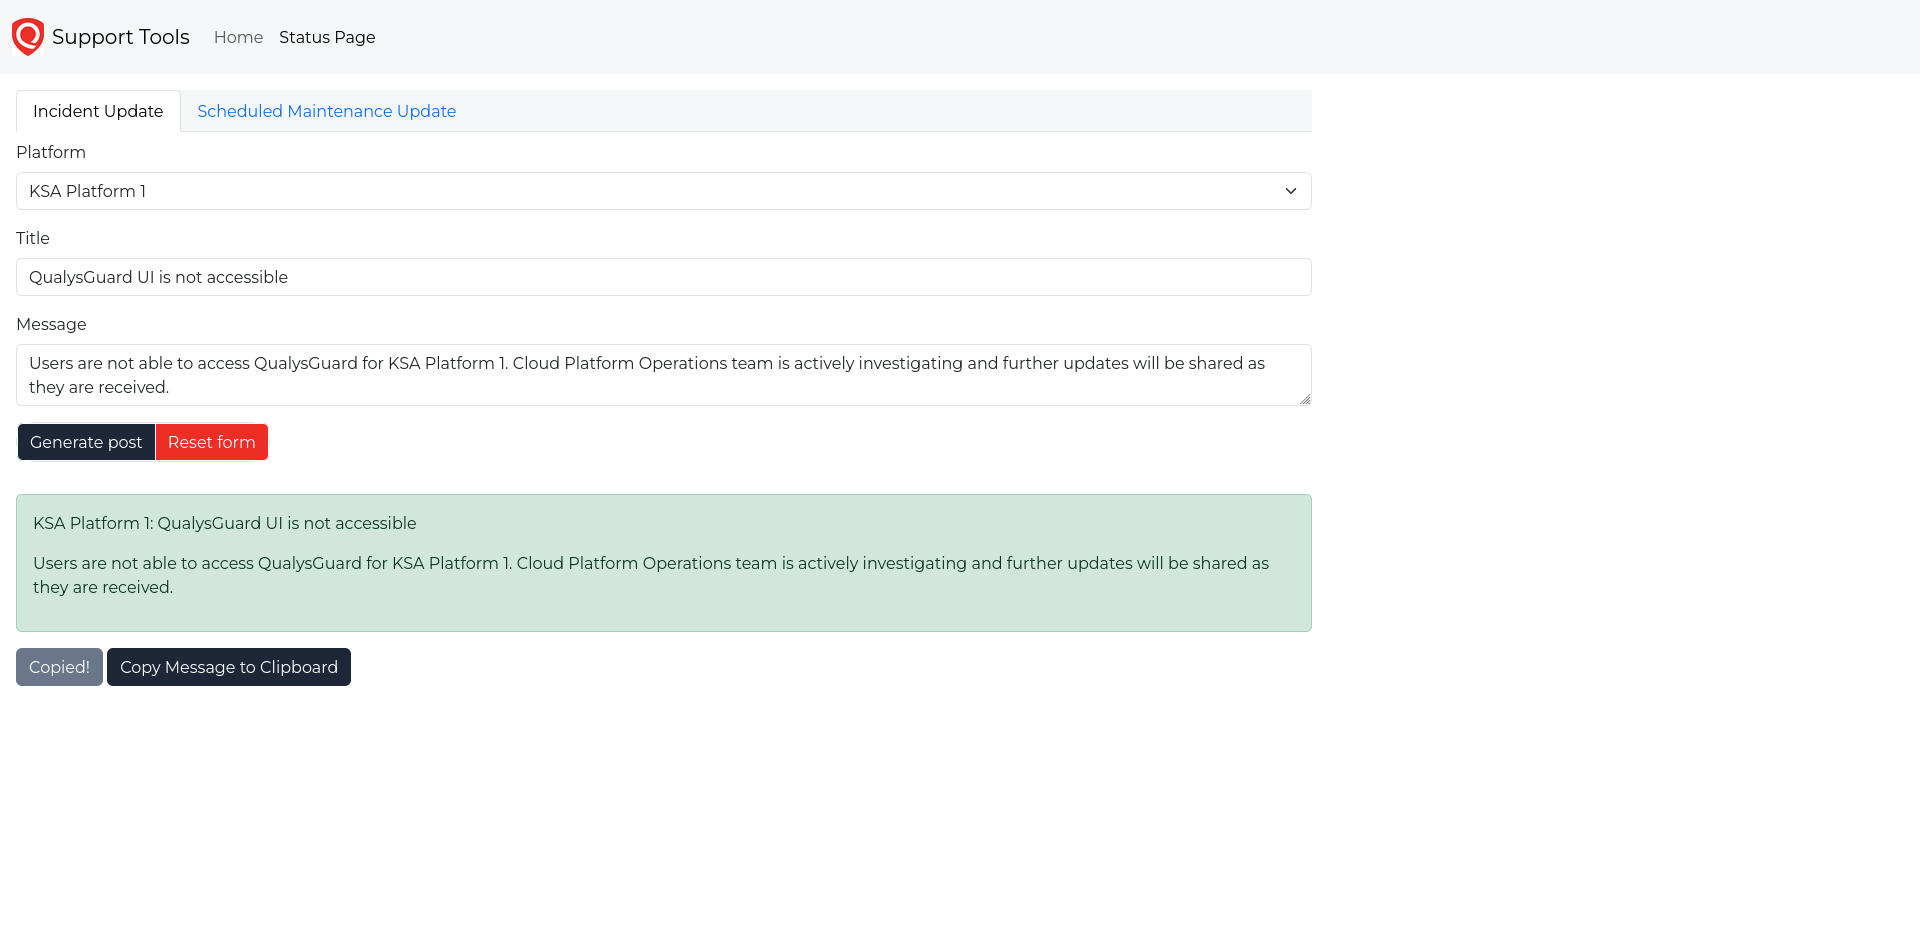 Support Tools
Home
Status Page
Incident Update
Scheduled Maintenance Update
Platform
KSA Platform 1
Title
QualysGuard UI is not accessible
Message
Users are not able to access QualysGuard for KSA Platform 1. Cloud Platform Operations team is actively investigating and further updates will be shared as
they are received.
Generate post
Reset form
KSA Platform 1: QualysGuard UI is not accessible
Users are not able to access QualysGuard for KSA Platform 1. Cloud Platform Operations team is actively investigating and further updates will be shared as
they are received.
Copied!
Copy Message to Clipboard